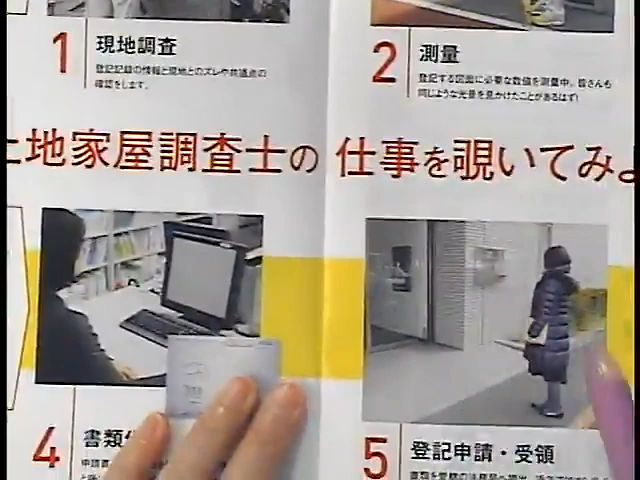 1 現地調査
登記記録の情報と現地とのズレや共通点の
確認をします。
2 測量
登記する図面に必要な数値を測量中。皆さんも
同じような光景を見かけたことがあるはず!
土地家屋調査士の仕事を覗いてみよ
4 書類
5 登記申請・受領